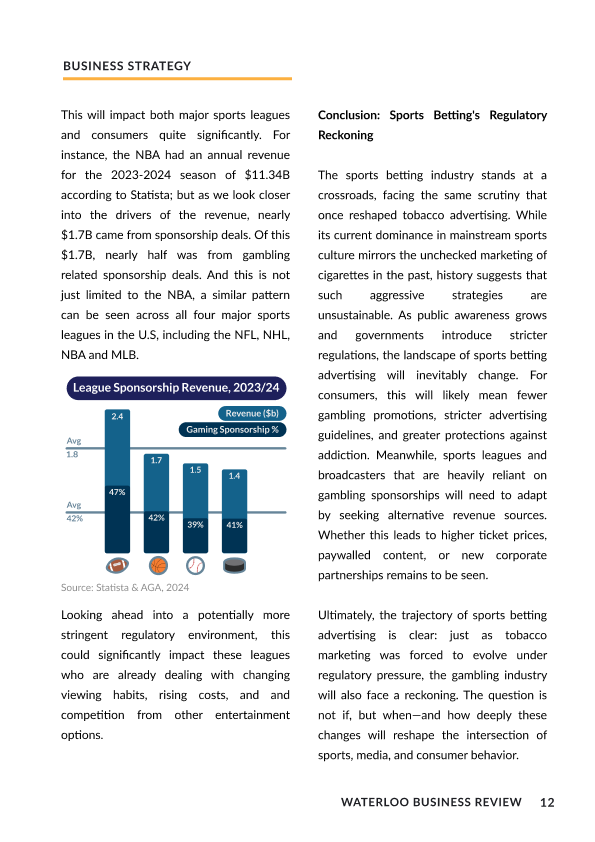 BUSINESS STRATEGY
This will impact both major sports leagues
and consumers quite significantly. For
instance, the NBA had an annual revenue
for the 2023-2024 season of $11.34B
according to Statista; but as we look closer
into the drivers of the revenue, nearly
$1.7B came from sponsorship deals. Of this
$1.7B, nearly half was from gambling
related sponsorship deals. And this is not
just limited to the NBA, a similar pattern
can be seen across all four major sports
leagues in the U.S, including the NFL, NHL,
NBA and MLB.
League Sponsorship Revenue, 2023/24
Revenue ($b)
Gaming Sponsorship %
Avg
1.8
Avg
42%
2.4
47%
1.7
42%
1.5
39%
1.4
41%
Source: Statista & AGA, 2024
Looking ahead into a potentially more
stringent regulatory environment, this
could significantly impact these leagues
who are already dealing with changing
viewing habits, rising costs, and and
competition from other entertainment
options.
Conclusion: Sports Betting's Regulatory
Reckoning
The sports betting industry stands at a
crossroads, facing the same scrutiny that
once reshaped tobacco advertising. While
its current dominance in mainstream sports
culture mirrors the unchecked marketing of
cigarettes in the past, history suggests that
such aggressive strategies are
unsustainable. As public awareness grows
and governments introduce stricter
regulations, the landscape of sports betting
advertising will inevitably change. For
consumers, this will likely mean fewer
gambling promotions, stricter advertising
guidelines, and greater protections against
addiction. Meanwhile, sports leagues and
broadcasters that are heavily reliant on
gambling sponsorships will need to adapt
by seeking alternative revenue sources.
Whether this leads to higher ticket prices,
paywalled content, or new corporate
partnerships remains to be seen.
Ultimately, the trajectory of sports betting
advertising is clear: just as tobacco
marketing was forced to evolve under
regulatory pressure, the gambling industry
will also face a reckoning. The question is
not if, but when—and how deeply these
changes will reshape the intersection of
sports, media, and consumer behavior.
WATERLOO BUSINESS REVIEW 12